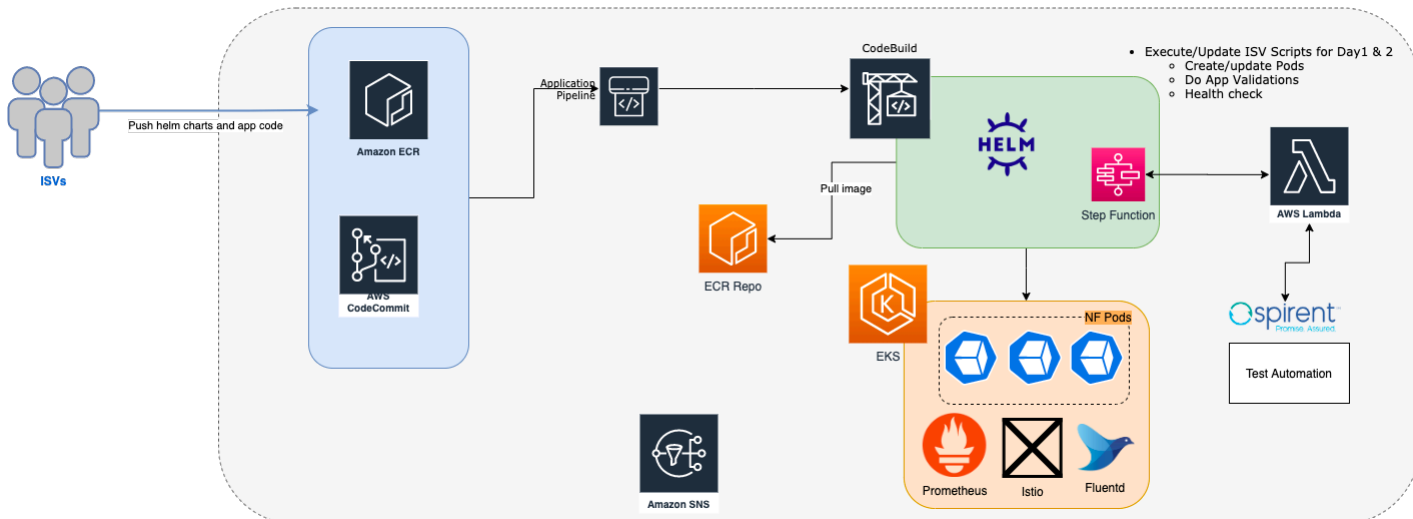 ISVs
Push helm charts and app code
Amazon ECR
AWS
CodeCommit
Application
Pipeline
CodeBuild
HELM
Pull image
ECR Repo
Step Function
• Execute/Update ISV Scripts for Day1 & 2
○ Create/update Pods
○ Do App Validations
○ Health check
AWS Lambda
spirent™
Promise. Assured.
Test Automation
EKS
K
NF Pods
Prometheus
Istio
Fluentd
Amazon SNS